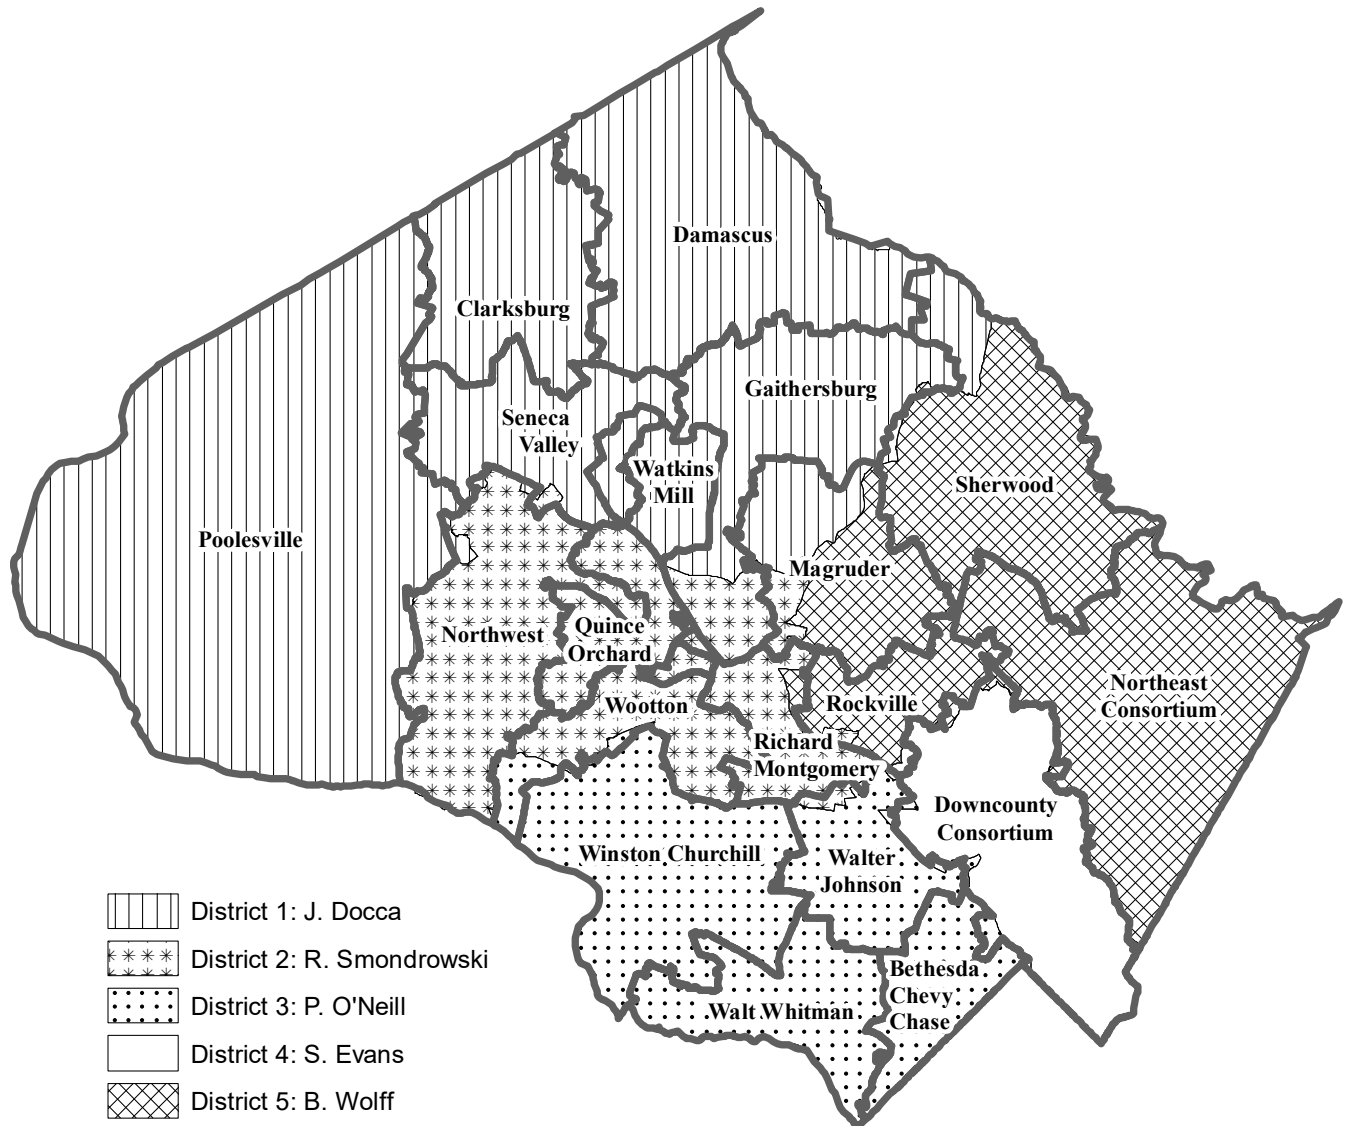 Damascus
Clarksburg
Gaithersburg
Seneca
Valley
Watkins
Mill
Sherwood
Poolesville
Magruder
Northwest
Quince
Orchard
Northeast
Consortium
Wootton
Rockville
Richard
Montgomery
Downcounty
Consortium
Winston Churchill
Walter
Johnson
Bethesda
Chevy
Chase
Walt Whitman
District 1: J. Docca
District 2: R. Smondrowski
District 3: P. O'Neill
District 4: S. Evans
District 5: B. Wolff